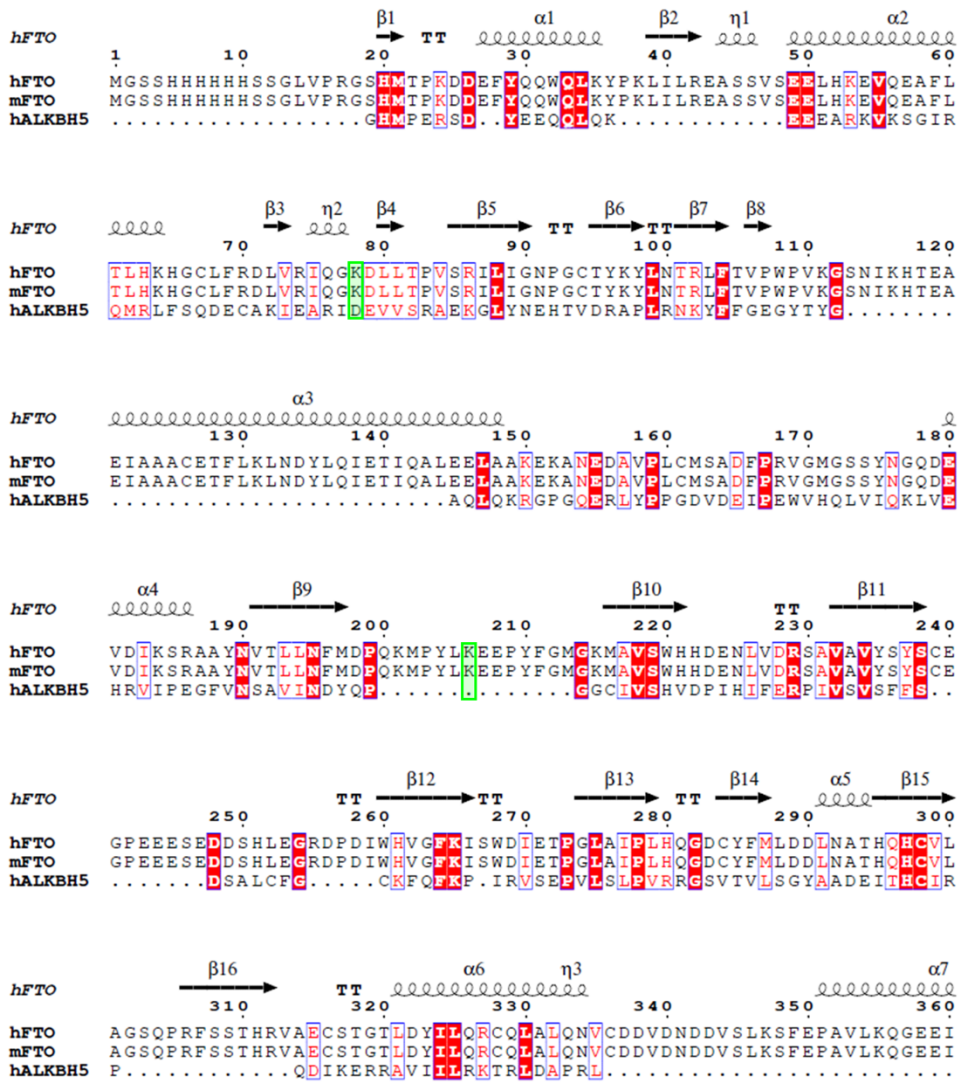 hFTO β1 TT α1 β2 η1 α2
1 10 20 30 40 50 60
hFTO MGSSHHHHHHSSGLVPRGSHMTPKDDEFYQQWQLKYPKLILREASSVSEELHKEVQEAFL
mFTO MGSSHHHHHHSSGLVPRGSHMTPKDDEFYQQWQLKYPKLILREASSVSEELHKEVQEAFL
hALKBH5 ..................GHMPERSD..YEEQQLQK............EEEARKVKSGIR
hFTO β3 η2 β4 β5 TT β6 TT β7 β8
70 80 90 100 110 120
hFTO TLHKHGCLFRDLVRIQGKDLLTPVSRILIGNPGCTYKYLNTRLFTVPWPVKGSNIKHTEA
mFTO TLHKHGCLFRDLVRIQGKDLLTPVSRILIGNPGCTYKYLNTRLFTVPWPVKGSNIKHTEA
hALKBH5 QMRLFSQDECAKIEARIDEVVSRAEKGLYNEHTVDRAPLRNKYFFGEGYTYG........
hFTO α3
130 140 150 160 170 180
hFTO EIAAACETFLKLNDYLQIETIQALEELAAKEKANEDAVPLCMSADFPRVGMGSSYNGQDE
mFTO EIAAACETFLKLNDYLQIETIQALEELAAKEKANEDAVPLCMSADFPRVGMGSSYNGQDE
hALKBH5 ........................AQLQKRGPGQERLYPPGDVDEIPEWVHQLVIQKLVE
hFTO α4 β9 β10 TT β11
190 200 210 220 230 240
hFTO VDIKSRAAYNVTLLNFMDPQKMPYLKEEPYFGMGKMAVSWHHDENLVDRSAVAVYSYSCE
mFTO VDIKSRAAYNVTLLNFMDPQKMPYLKEEPYFGMGKMAVSWHHDENLVDRSAVAVYSYSCE
hALKBH5 HRVIPEGFVNSAVINDYQP..............GGCIVSHVDPIHIFERPIVSVSFFS..
hFTO TT β12 TT β13 TT β14 α5 β15
250 260 270 280 290 300
hFTO GPEEESEDDSHLEGRDPDIWHVGFKISWDIETPGLAIPLHQGDCYFMLDDLNATHQHCVL
mFTO GPEEESEDDSHLEGRDPDIWHVGFKISWDIETPGLAIPLHQGDCYFMLDDLNATHQHCVL
hALKBH5 .......DSALCFG.....CKFQFKP.IRVSEPVLSLPVRRGSVTVLSGYAADEITHCIR
hFTO β16 TT α6 η3 α7
310 320 330 340 350 360
hFTO AGSQPRFSSTHRVAECSTGTLDYILQRCQLALQNVCDDVDNDDVSLKSFEPAVLKQGEEI
mFTO AGSQPRFSSTHRVAECSTGTLDYILQRCQLALQNVCDDVDNDDVSLKSFEPAVLKQGEEI
hALKBH5 P............QDIKERRAVIILRKTRLDAPRL.........................